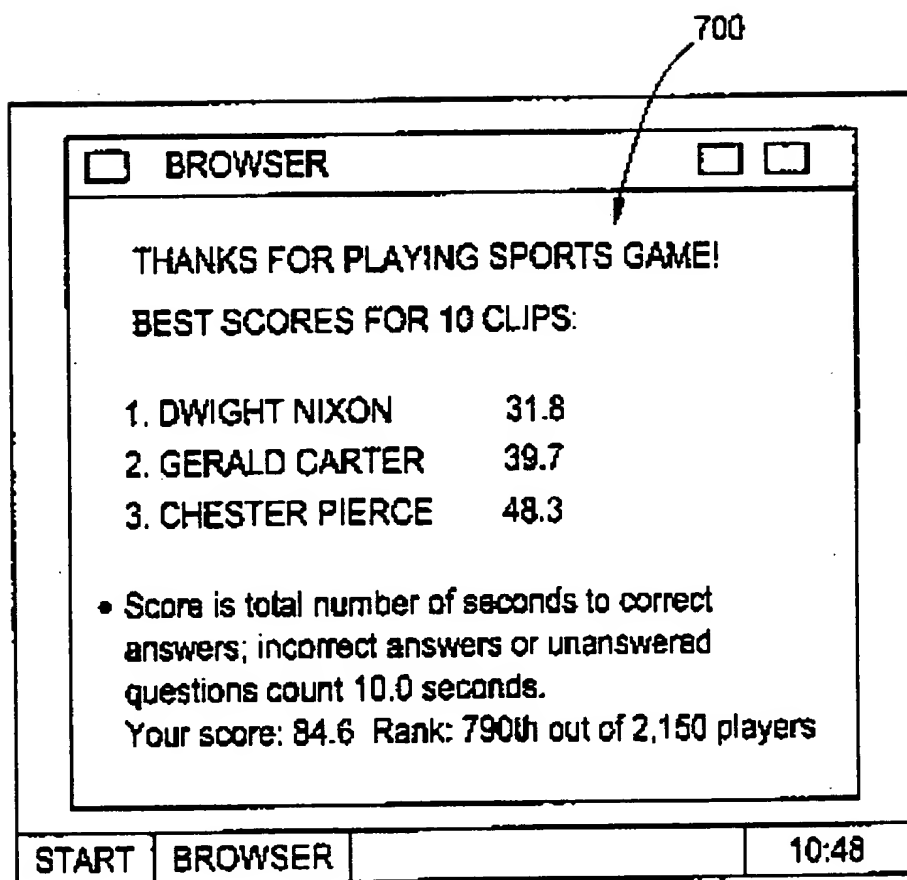 700
BROWSER
THANKS FOR PLAYING SPORTS GAME!
BEST SCORES FOR 10 CLIPS:
1. DWIGHT NIXON 31.8
2. GERALD CARTER 39.7
3. CHESTER PIERCE 48.3
• Score is total number of seconds to correct
answers; incorrect answers or unanswered
questions count 10.0 seconds.
Your score: 84.6 Rank: 790th out of 2,150 players
START BROWSER 10:48